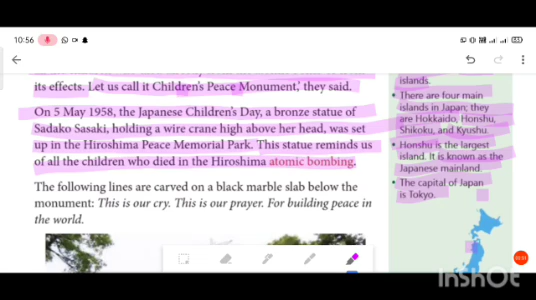 10:56
its effects. Let us call it Children's Peace Monument,' they said.
On 5 May 1958, the Japanese Children's Day, a bronze statue of
Sadako Sasaki, holding a wire crane high above her head, was set
up in the Hiroshima Peace Memorial Park. This statue reminds us
of all the children who died in the Hiroshima atomic bombing.
The following lines are carved on a black marble slab below the
monument: This is our cry. This is our prayer. For building peace in
the world.
islands.
• There are four main
islands in Japan; they
are Hokkaido, Honshu,
Shikoku, and Kyushu.
• Honshu is the largest
island. It is known as the
Japanese mainland.
• The capital of Japan
is Tokyo.
InShOt